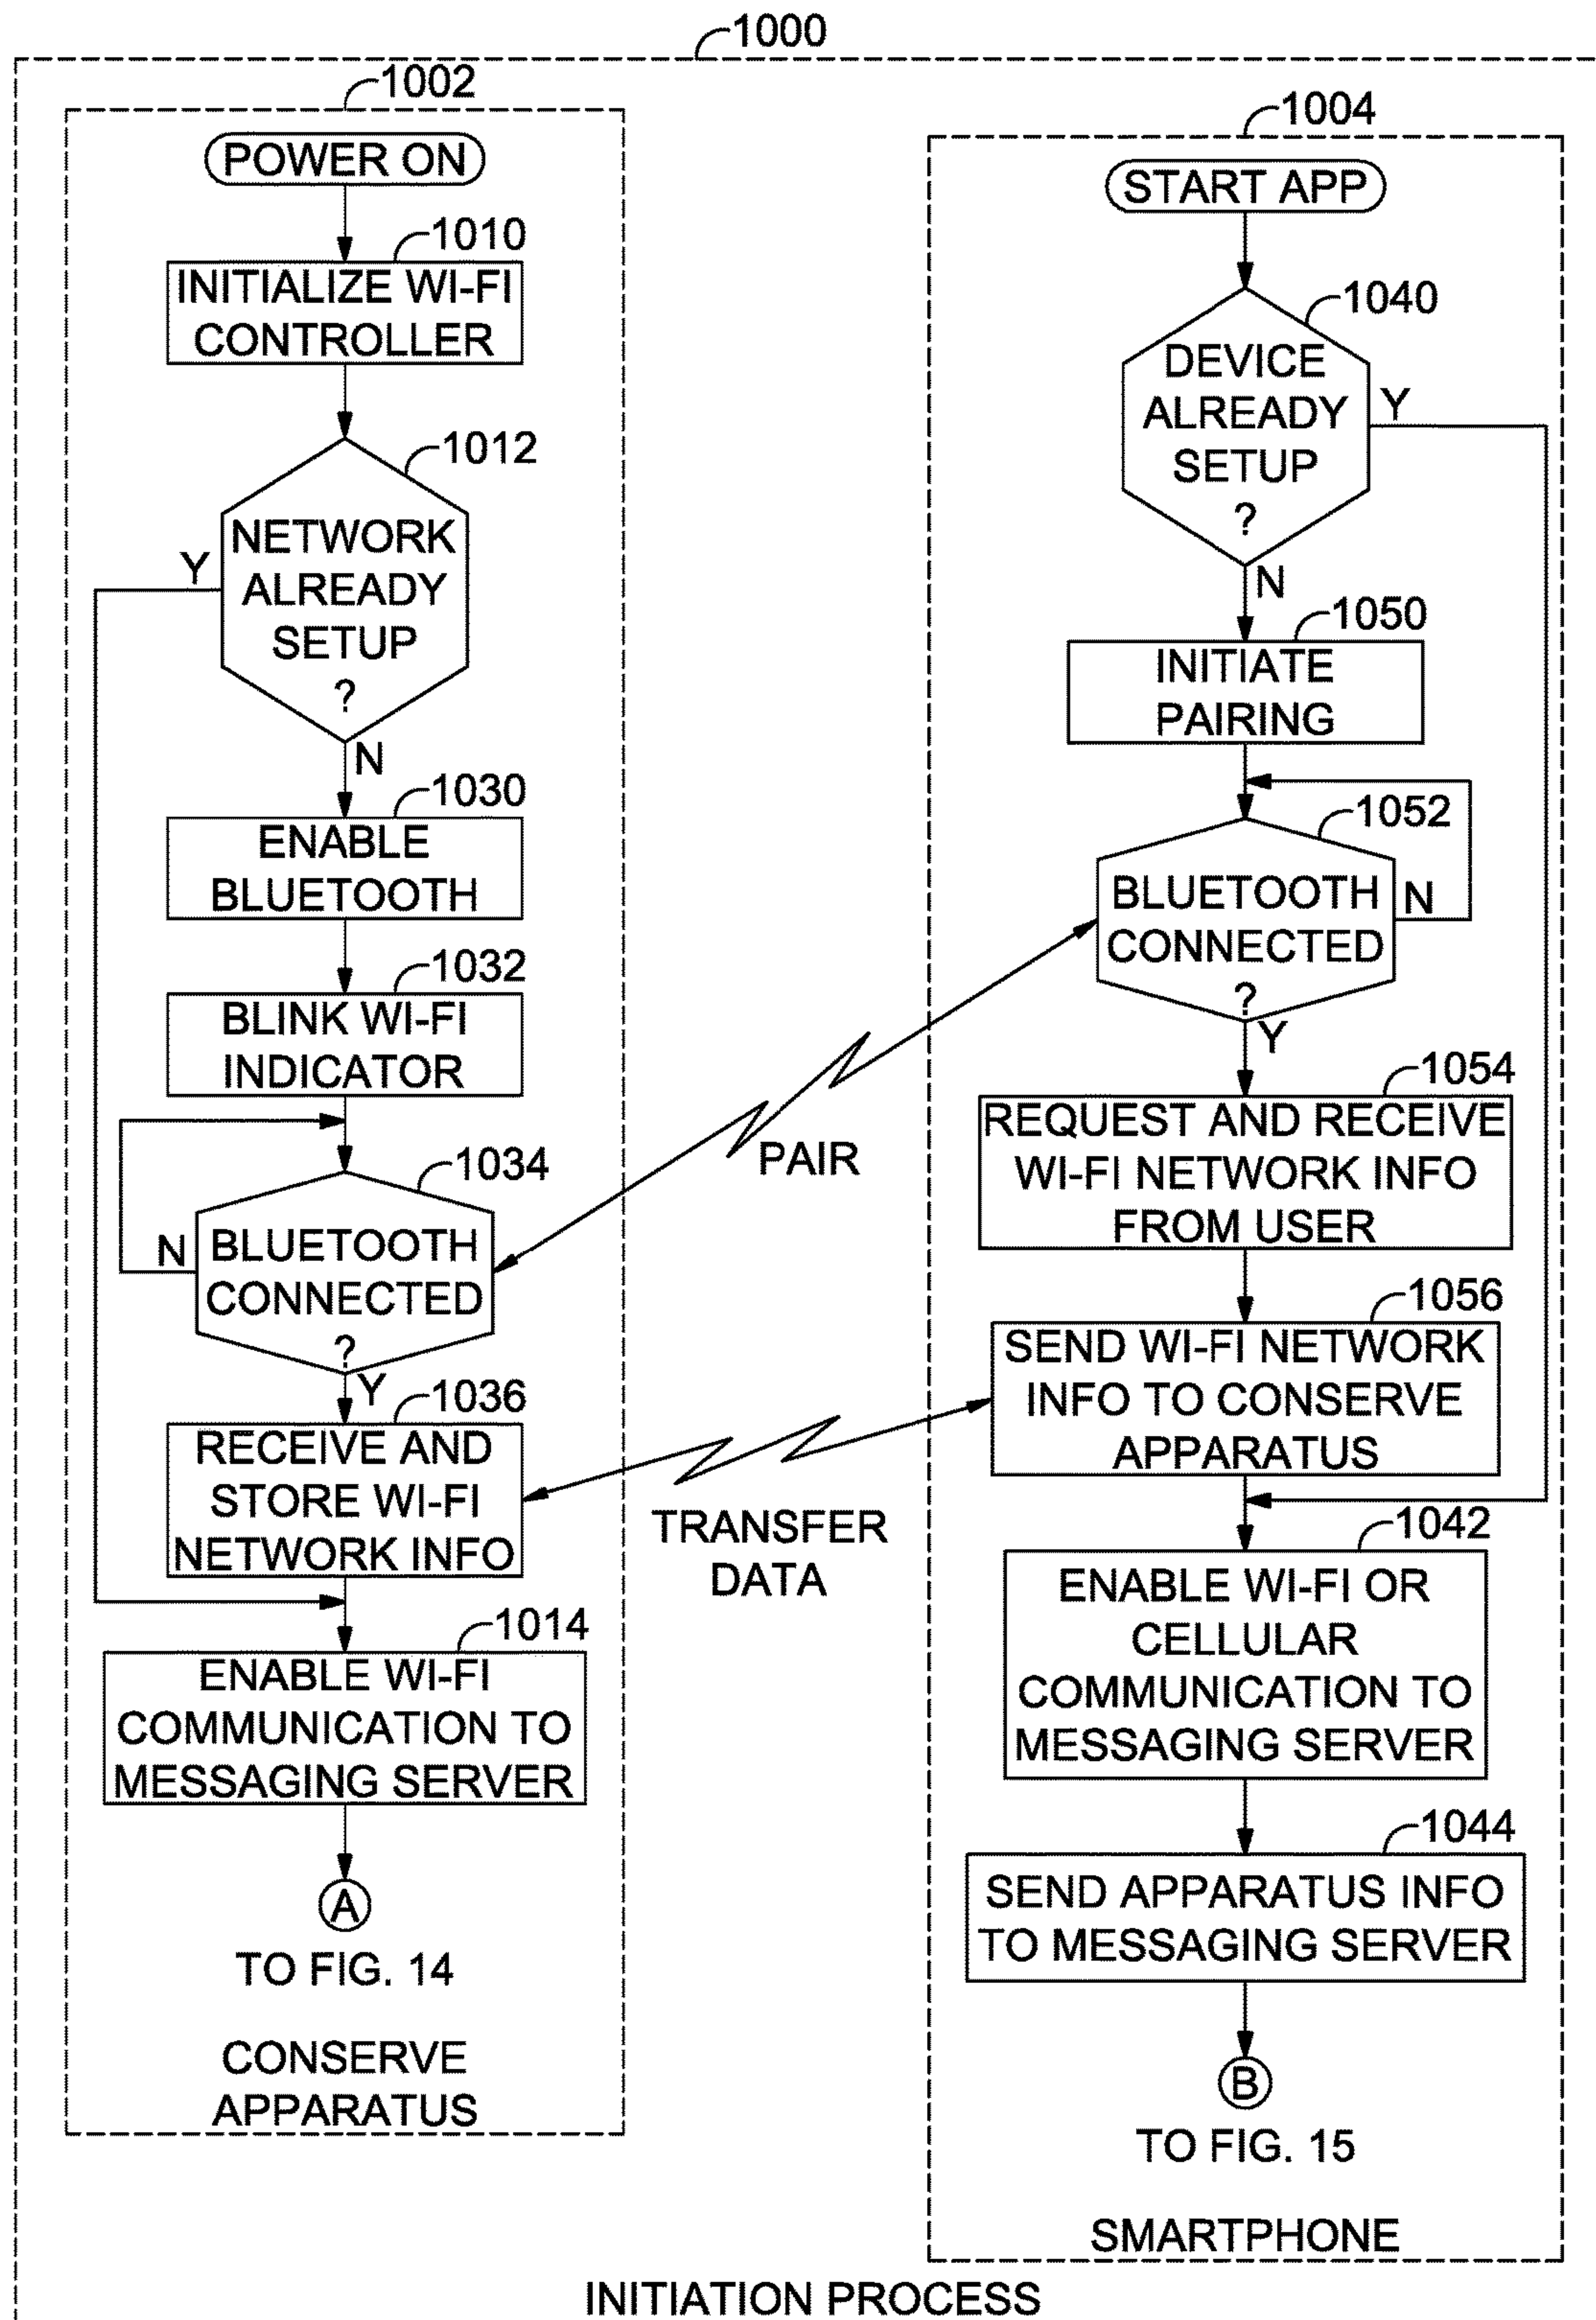 1000
1002
POWER ON
1010
INITIALIZE WI-FI
CONTROLLER
1012
NETWORK
ALREADY
SETUP
?
Y
N
1030
ENABLE
BLUETOOTH
1032
BLINK WI-FI
INDICATOR
1034
BLUETOOTH
CONNECTED
?
N
Y
1036
RECEIVE AND
STORE WI-FI
NETWORK INFO
1014
ENABLE WI-FI
COMMUNICATION TO
MESSAGING SERVER
A
TO FIG. 14
CONSERVE
APPARATUS
PAIR
TRANSFER
DATA
1004
START APP
1040
DEVICE
ALREADY
SETUP
?
Y
N
1050
INITIATE
PAIRING
1052
BLUETOOTH
CONNECTED
?
N
Y
1054
REQUEST AND RECEIVE
WI-FI NETWORK INFO
FROM USER
1056
SEND WI-FI NETWORK
INFO TO CONSERVE
APPARATUS
1042
ENABLE WI-FI OR
CELLULAR
COMMUNICATION TO
MESSAGING SERVER
1044
SEND APPARATUS INFO
TO MESSAGING SERVER
B
TO FIG. 15
SMARTPHONE
INITIATION PROCESS